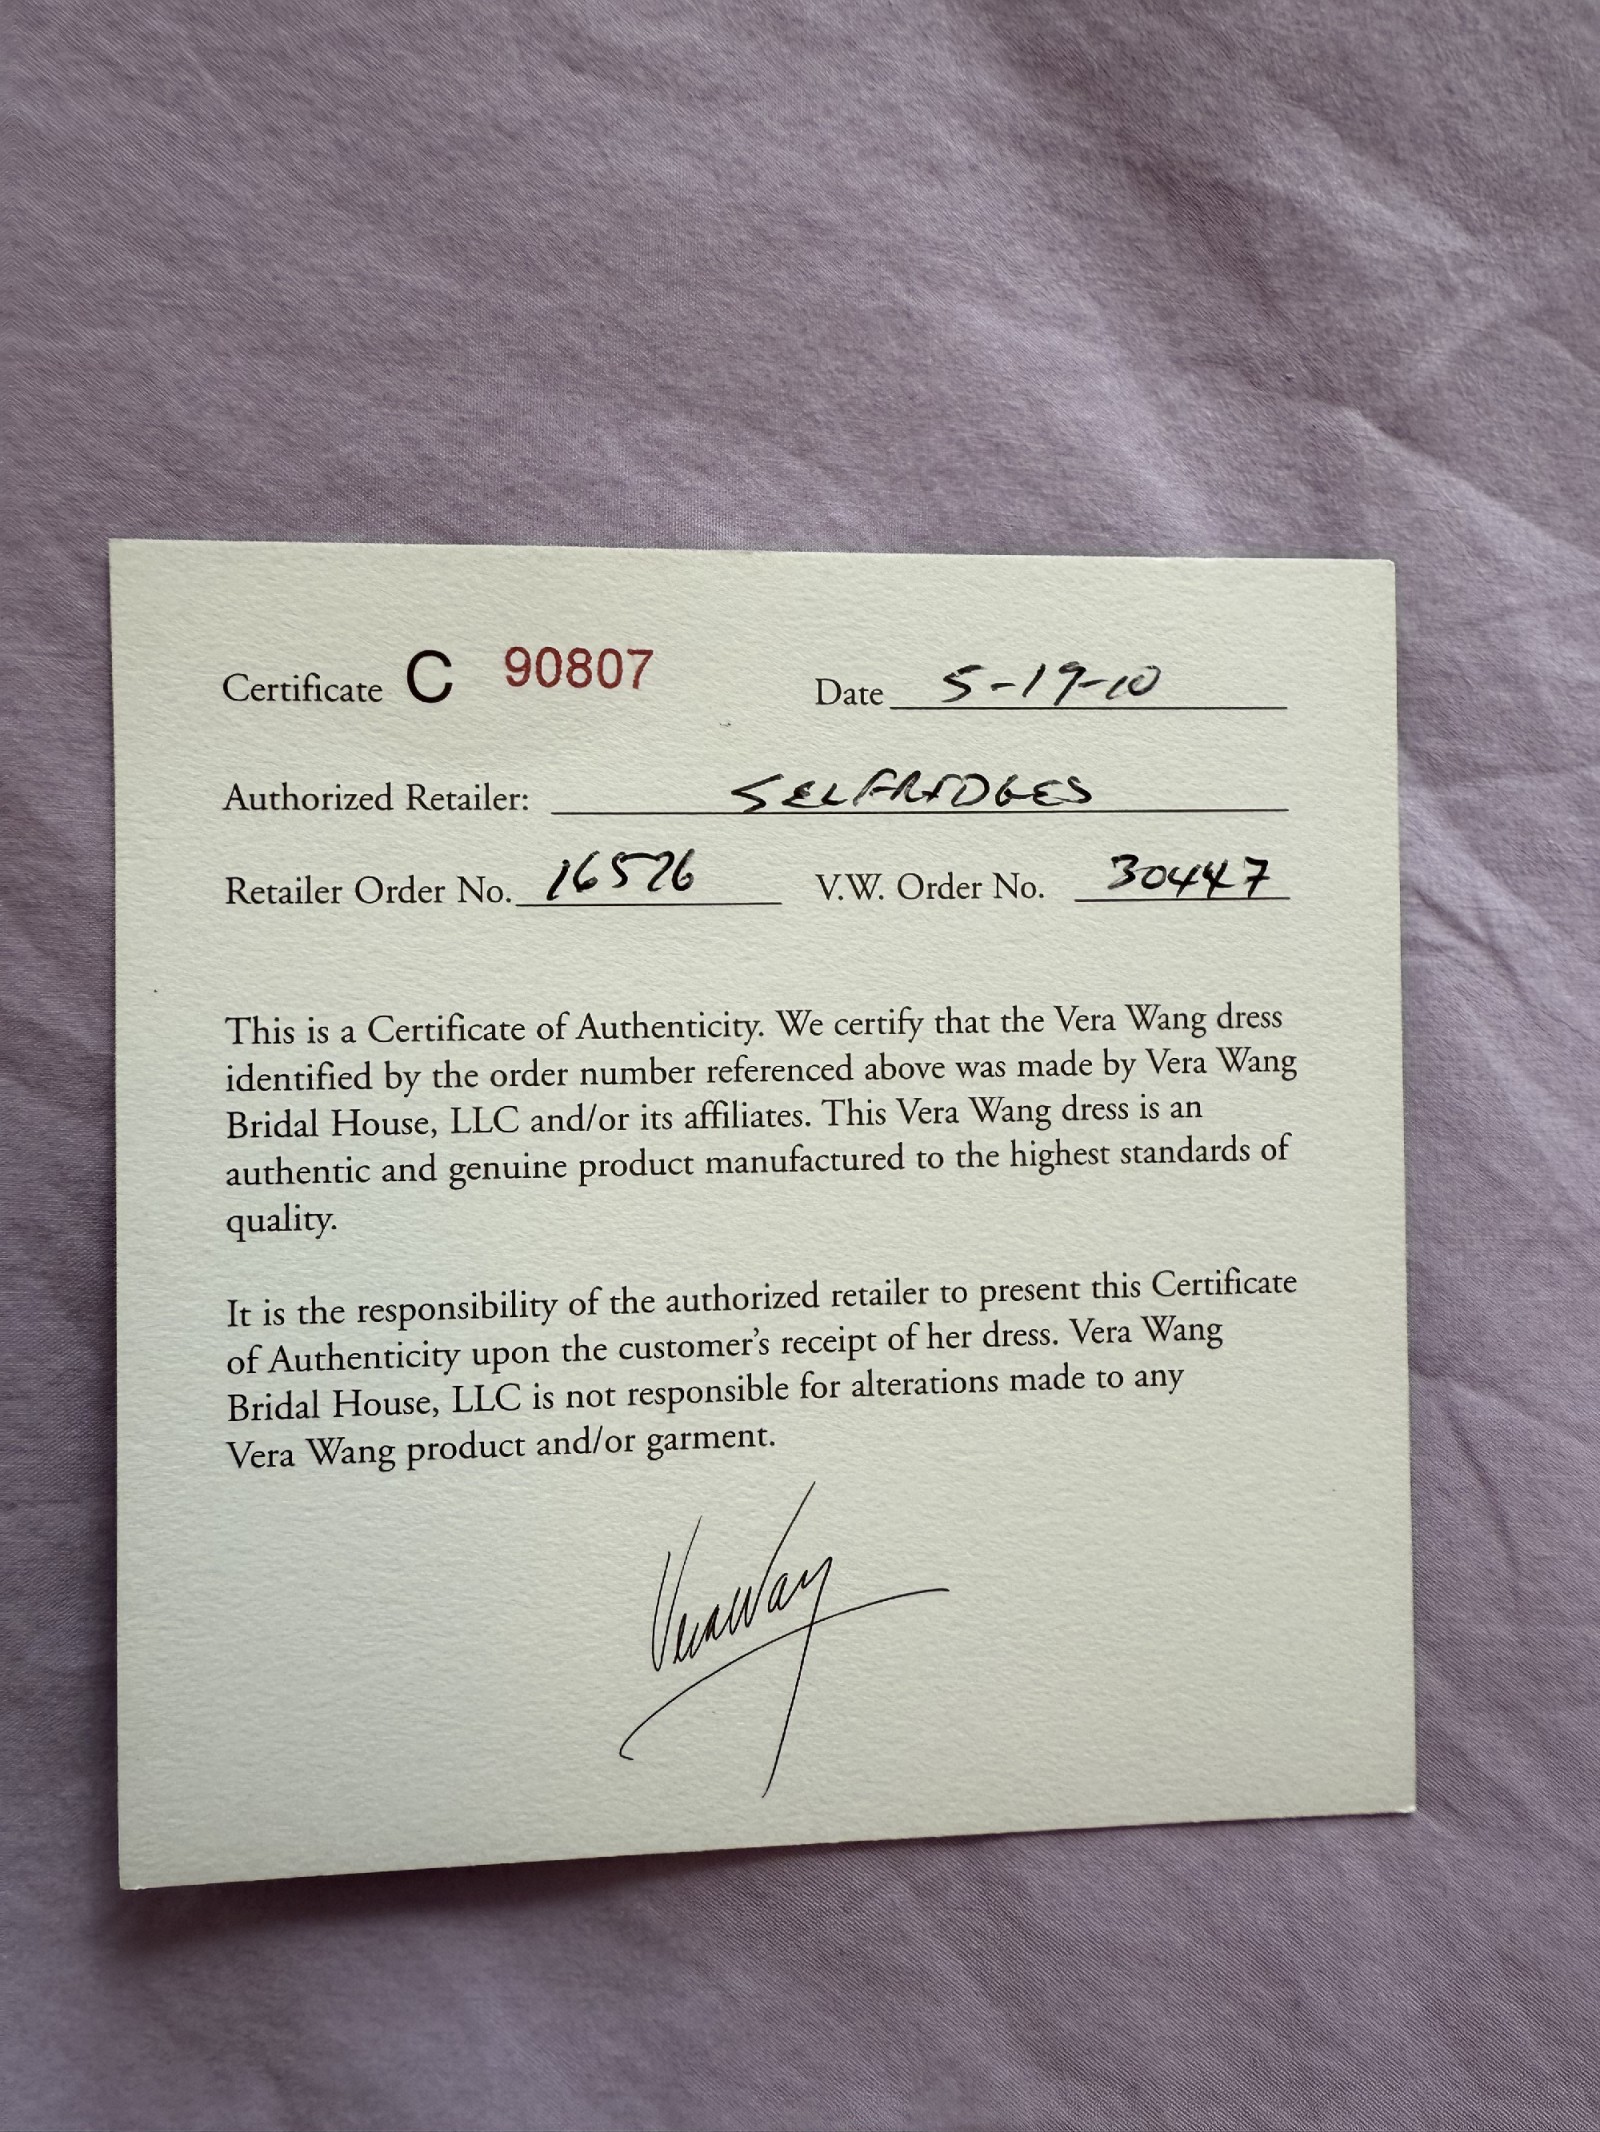 Certificate C 90807 Date 5-19-10
Authorized Retailer: SELFRIDGES
Retailer Order No. 16526 V.W. Order No. 30447
This is a Certificate of Authenticity. We certify that the Vera Wang dress
identified by the order number referenced above was made by Vera Wang
Bridal House, LLC and/or its affiliates. This Vera Wang dress is an
authentic and genuine product manufactured to the highest standards of
quality.
It is the responsibility of the authorized retailer to present this Certificate
of Authenticity upon the customer's receipt of her dress. Vera Wang
Bridal House, LLC is not responsible for alterations made to any
Vera Wang product and/or garment.
Vera Wang